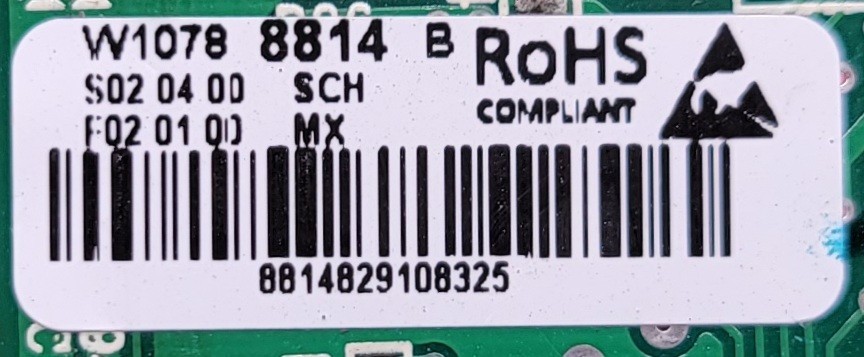 W1078 8814 B RoHS
S02 04 00 SCH COMPLIANT
F02 01 00 MX
8814829108325